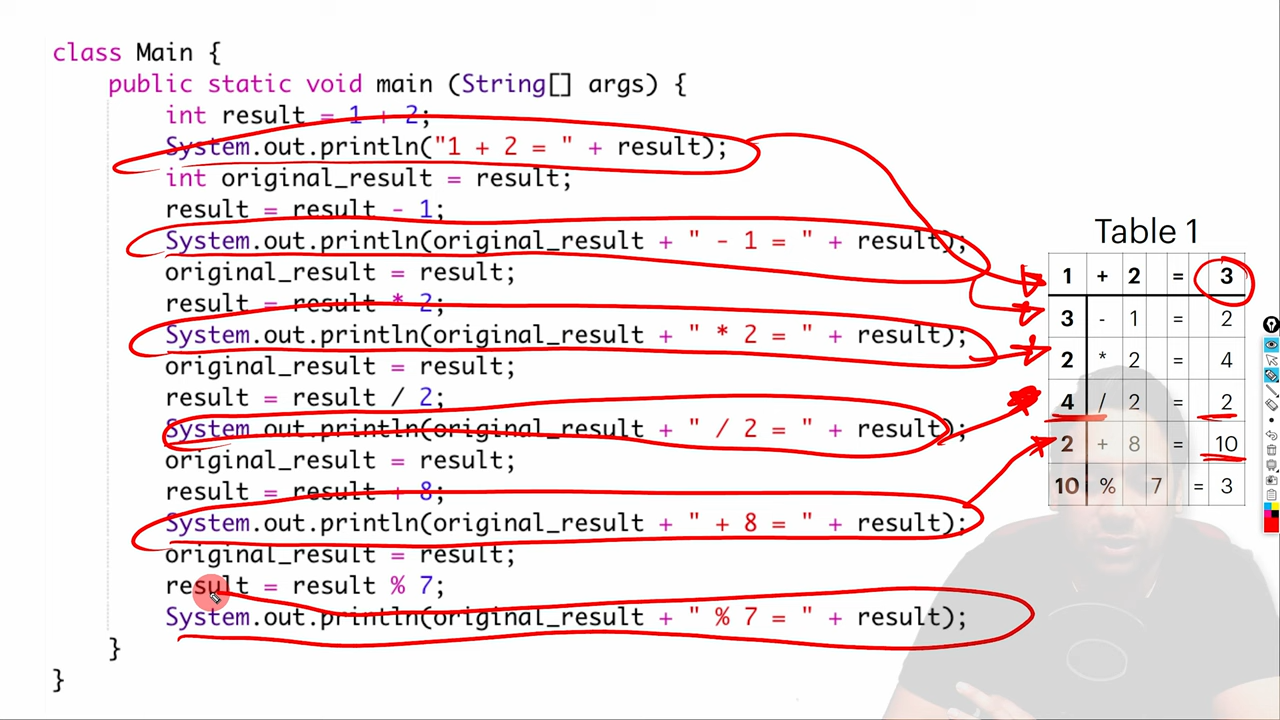 class Main {
public static void main (String[] args) {
int result = 1 + 2;
System.out.println("1 + 2 = " + result);
int original_result = result;
result = result - 1;
System.out.println(original_result + " - 1 = " + result);
original_result = result;
result = result * 2;
System.out.println(original_result + " * 2 = " + result);
original_result = result;
result = result / 2;
System.out.println(original_result + " / 2 = " + result);
original_result = result;
result = result + 8;
System.out.println(original_result + " + 8 = " + result);
original_result = result;
result = result % 7;
System.out.println(original_result + " % 7 = " + result);
}
}
Table 1
1 + 2 = 3
3 - 1 = 2
2 * 2 = 4
4 / 2 = 2
2 + 8 = 10
10 % 7 = 3